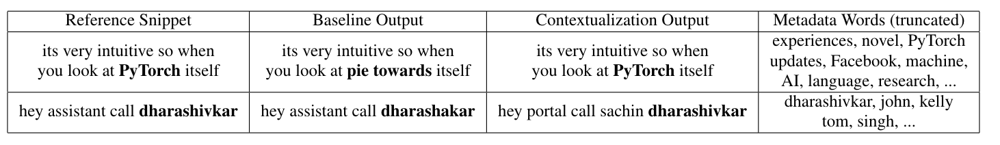 Reference Snippet
Baseline Output
Contextualization Output
Metadata Words (truncated)
its very intuitive so when
you look at PyTorch itself
its very intuitive so when
you look at pie towards itself
its very intuitive so when
you look at PyTorch itself
experiences, novel, PyTorch
updates, Facebook, machine,
AI, language, research, ...
hey assistant call dharashivkar
hey assistant call dharashakar
hey portal call sachin dharashivkar
dharashivkar, john, kelly
tom, singh, ...